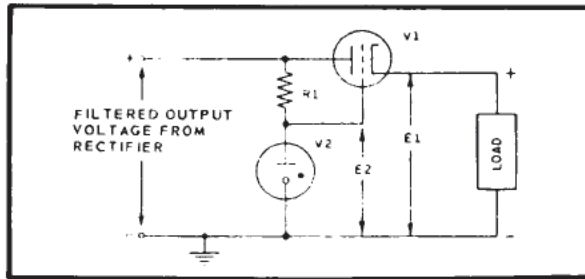 V1
+
R1
FILTERED OUTPUT
VOLTAGE FROM
RECTIFIER
V2
E2
E1
+
LOAD
-
-